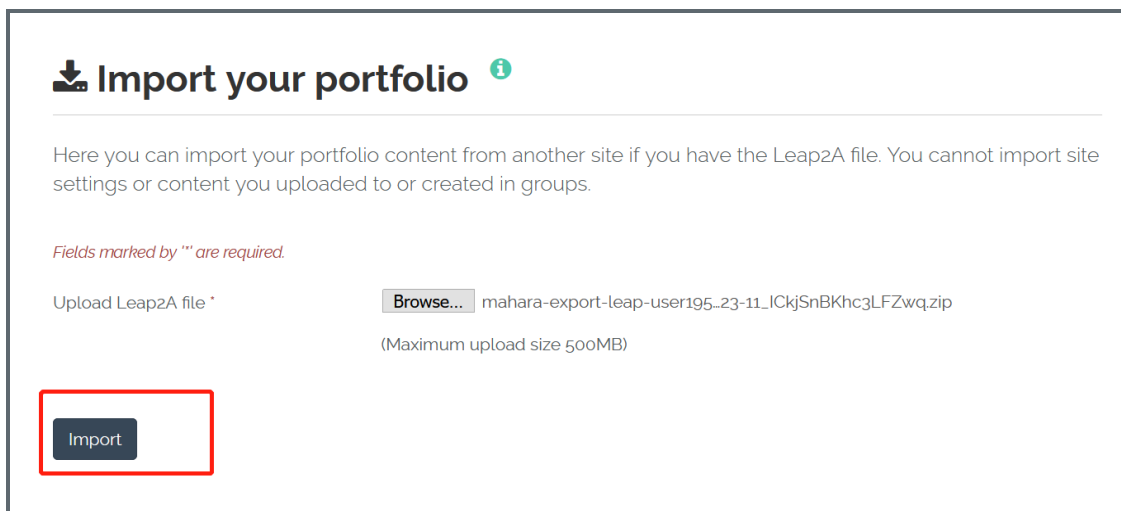 Import your portfolio
Here you can import your portfolio content from another site if you have the Leap2A file. You cannot import site
settings or content you uploaded to or created in groups.
Fields marked by '*' are required.
Upload Leap2A file *
Browse... mahara-export-leap-user195…23-11_ICkjSnBKhc3LFZwq.zip
(Maximum upload size 500MB)
Import